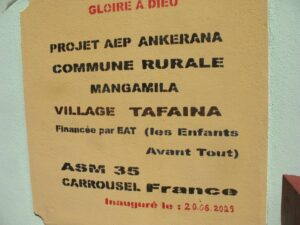 GLOIRE A DIEU
PROJET AEP ANKERANA
COMMUNE RURALE
MANGAMILA
VILLAGE TAFAINA
Financée par EAT (les Enfants
Avant Tout)
ASM 35
CARROUSEL France
Inauguré le : 20.06.2025